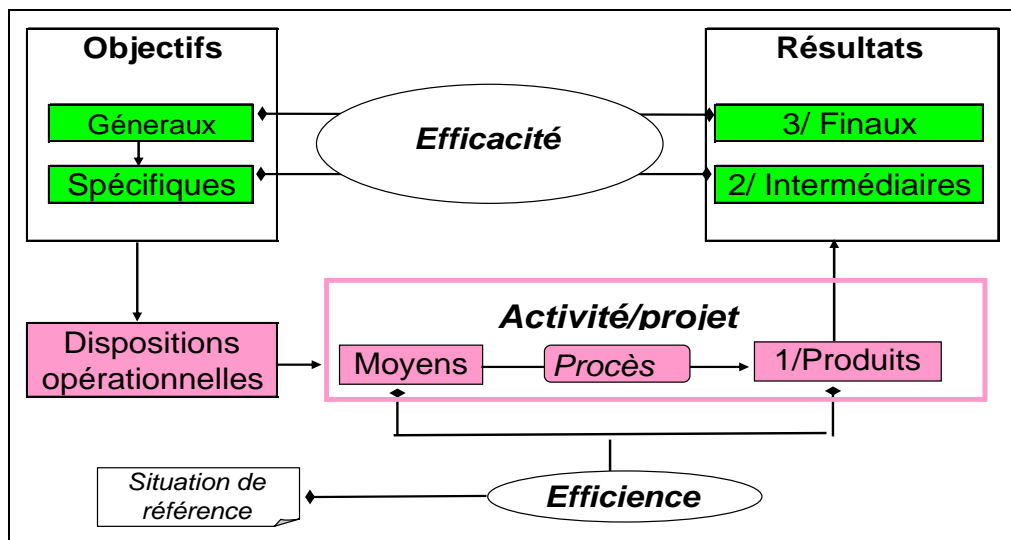 Objectifs
Résultats
Géneraux
Efficacité
3/ Finaux
Spécifiques
2/ Intermédiaires
Activité/projet
Dispositions
opérationnelles
Moyens
Procès
1/Produits
Situation de
référence
Efficience